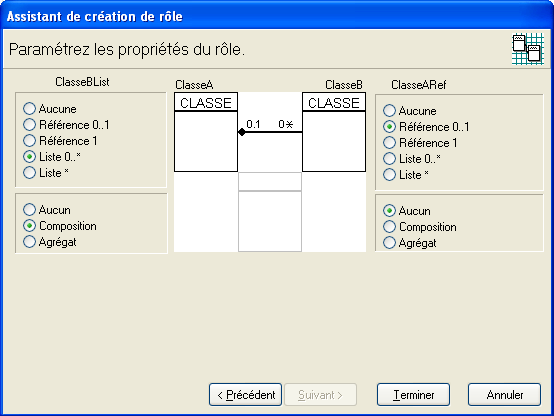 Assistant de création de rôle
Paramétrez les propriétés du rôle.
ClasseBList
ClasseA
ClasseB
ClasseARef
Aucune
Référence 0..1
Référence 1
Liste 0..*
Liste *
CLASSE
CLASSE
0.1
0*
Aucune
Référence 0..1
Référence 1
Liste 0..*
Liste *
Aucun
Composition
Agrégat
Aucun
Composition
Agrégat
< Précédent
Suivant >
Terminer
Annuler